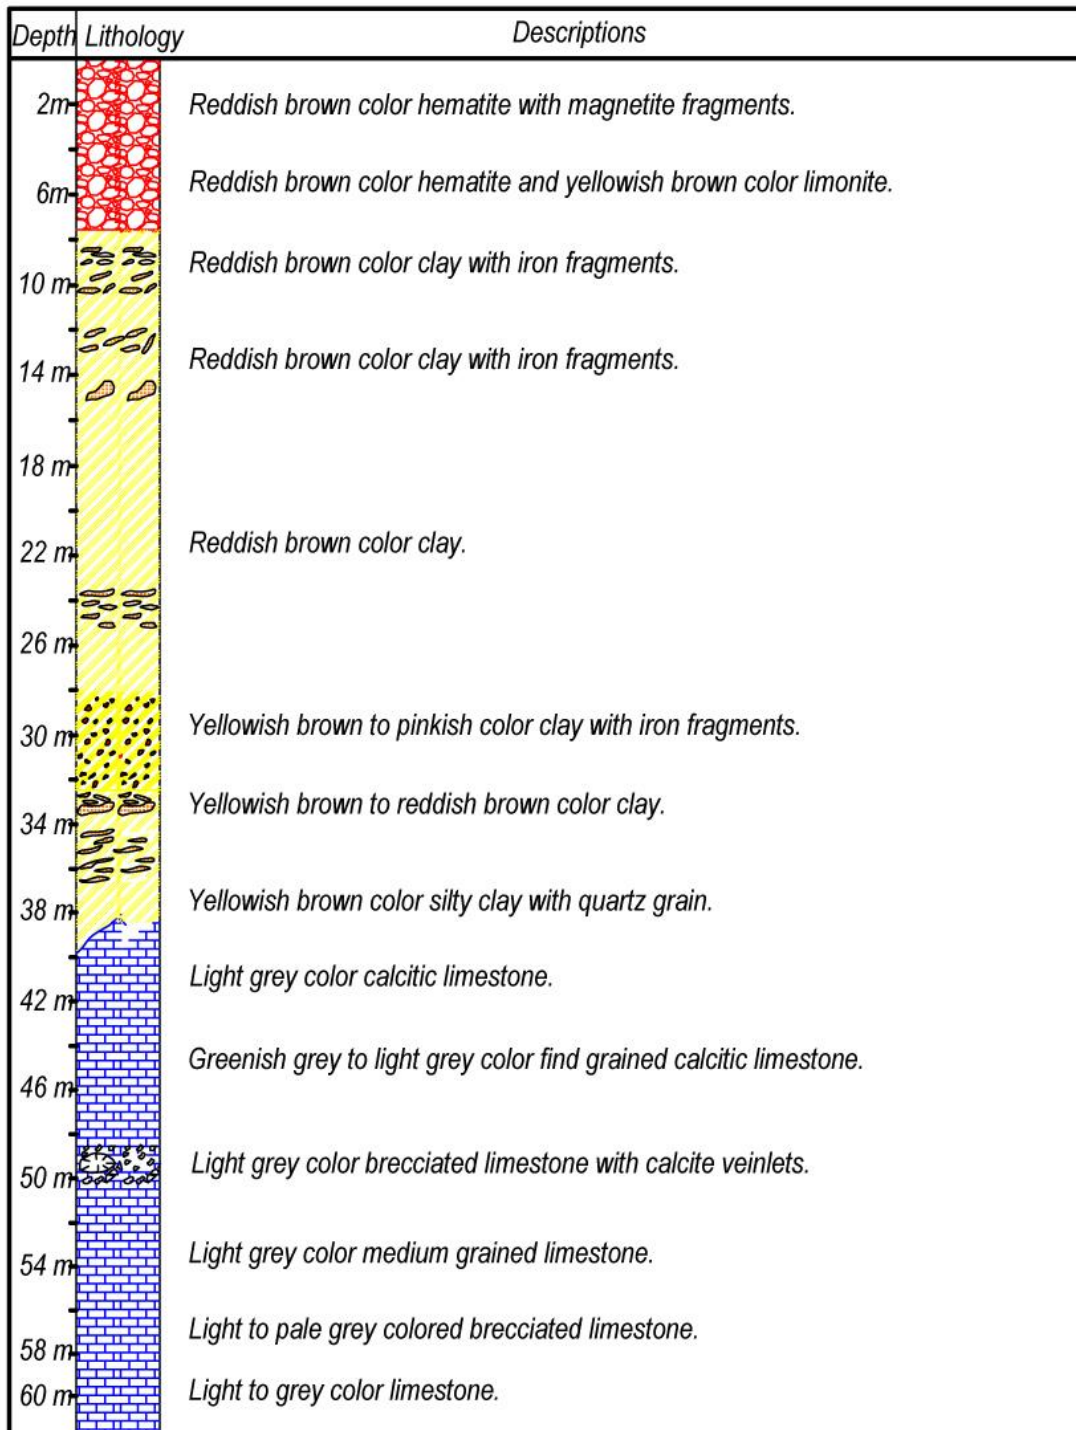 Depth Lithology Descriptions
2m Reddish brown color hematite with magnetite fragments.
6m Reddish brown color hematite and yellowish brown color limonite.
10 m Reddish brown color clay with iron fragments.
14 m Reddish brown color clay with iron fragments.
18 m
22 m Reddish brown color clay.
26 m
30 m Yellowish brown to pinkish color clay with iron fragments.
34 m Yellowish brown to reddish brown color clay.
38 m Yellowish brown color silty clay with quartz grain.
42 m Light grey color calcitic limestone.
46 m Greenish grey to light grey color find grained calcitic limestone.
50 m Light grey color brecciated limestone with calcite veinlets.
54 m Light grey color medium grained limestone.
58 m Light to pale grey colored brecciated limestone.
60 m Light to grey color limestone.